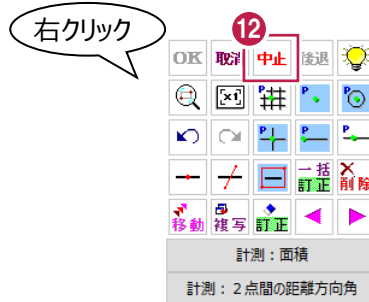 右クリック
12
OK 取消 中止 後退
×1 P P P
P P P
一括訂正 削除
移動 複写 訂正
計測：面積
計測：２点間の距離方向角